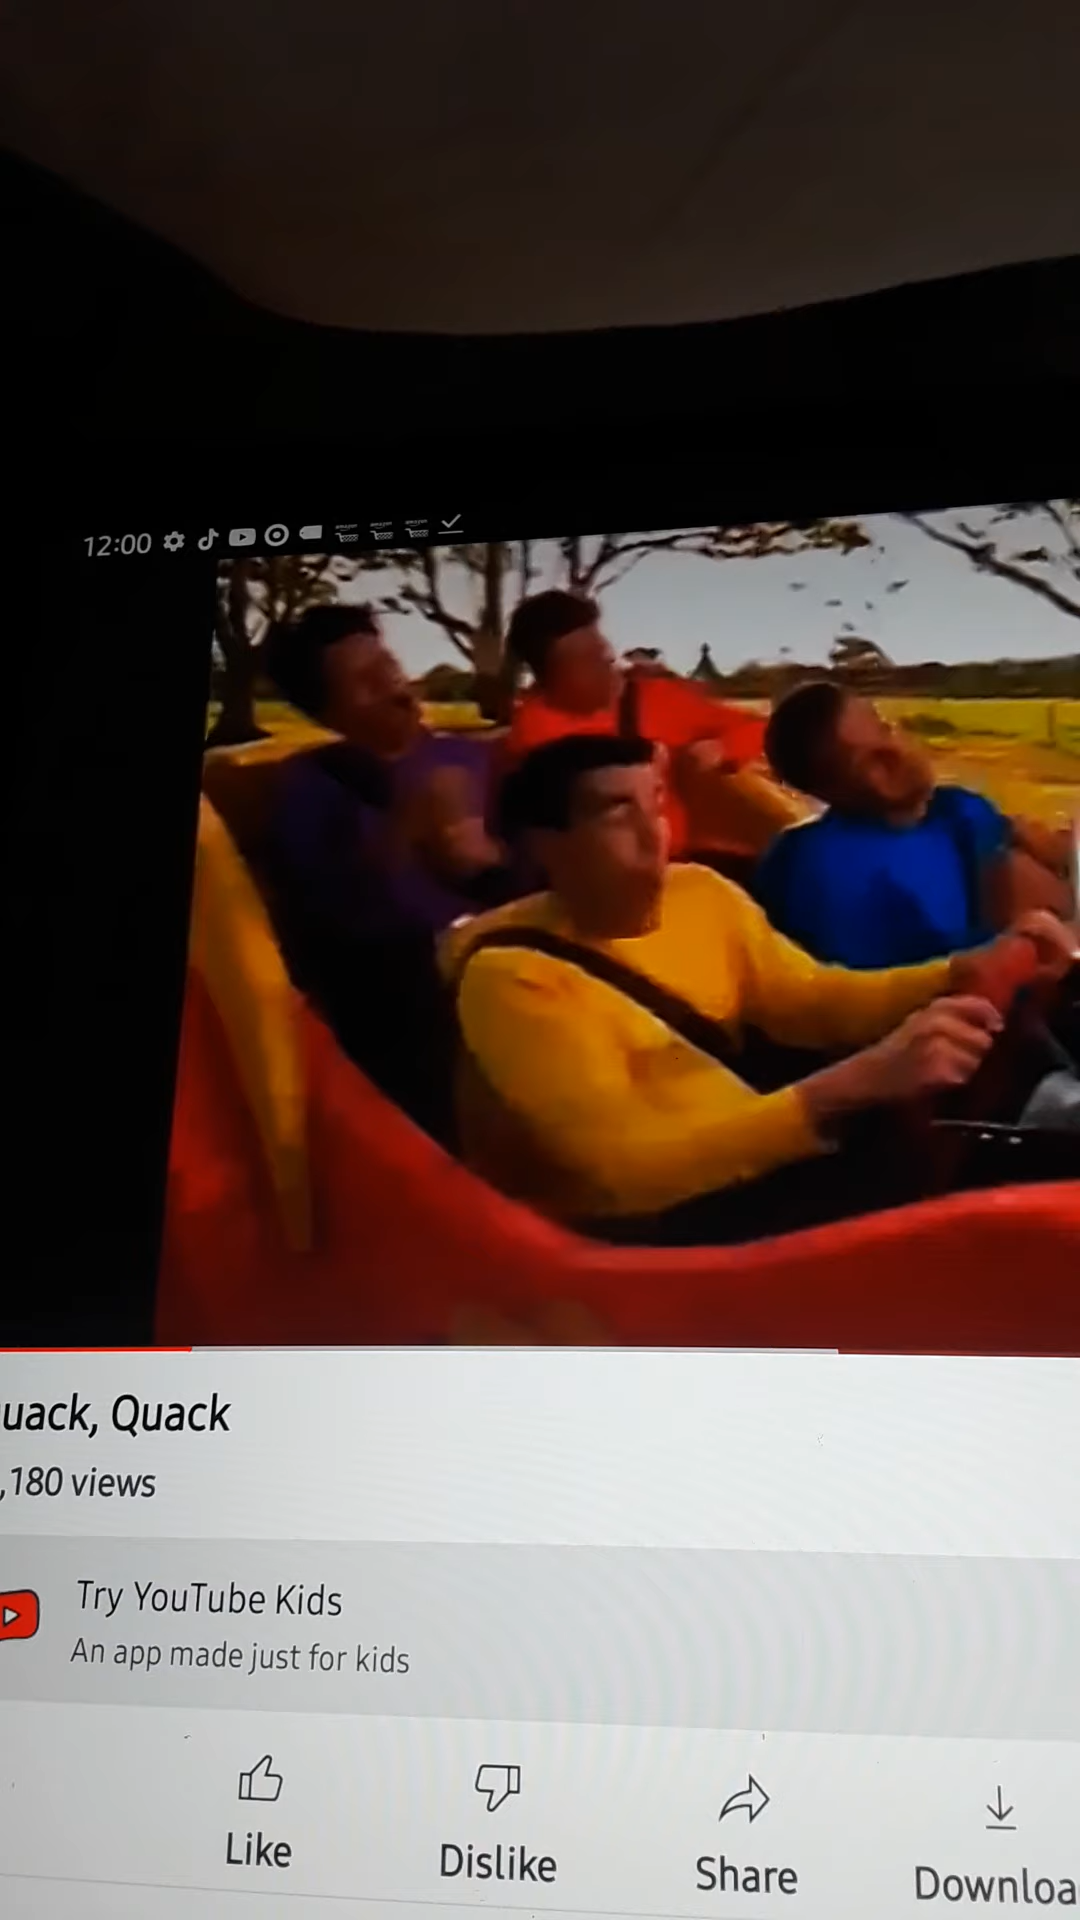 12:00
uack, Quack
,180 views
Try YouTube Kids
An app made just for kids
Like
Dislike
Share
Downloa